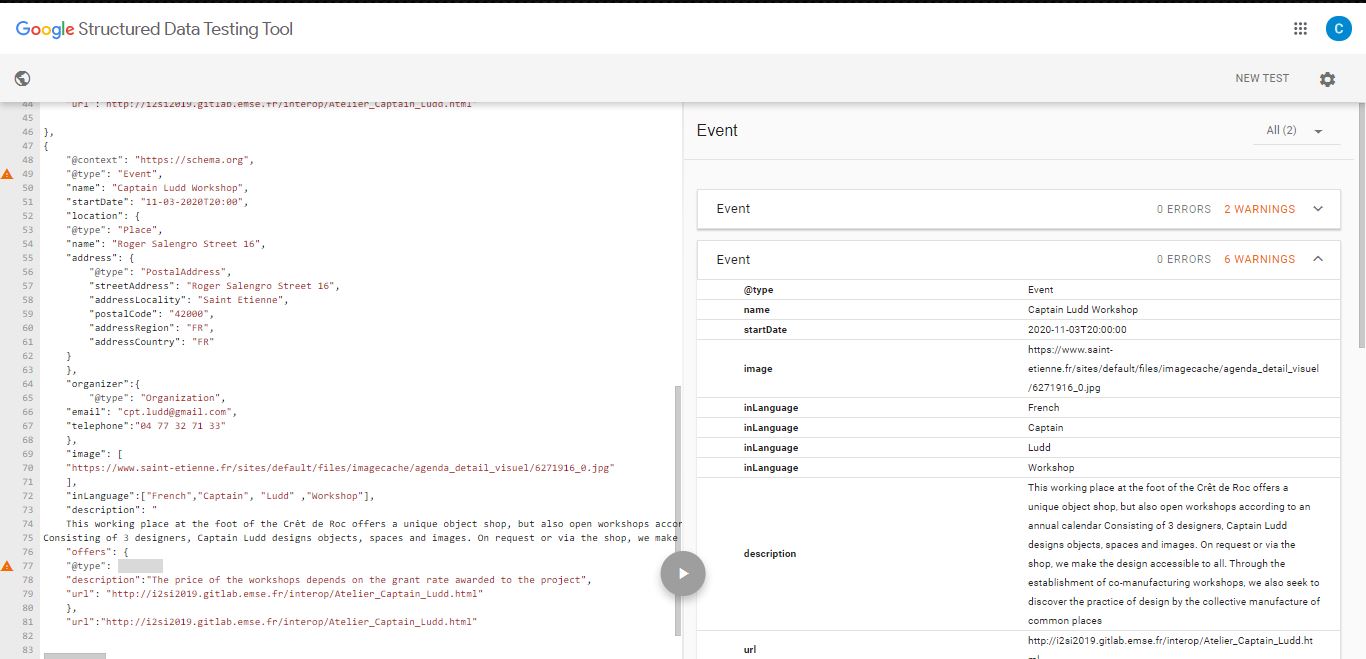 Google Structured Data Testing Tool
C
NEW TEST
44 "url": "http://i2si2019.gitlab.emse.fr/interop/Atelier_Captain_Ludd.html"
45
46 },
47 {
48 "@context": "https://schema.org",
49 "@type": "Event",
50 "name": "Captain Ludd Workshop",
51 "startDate": "11-03-2020T20:00",
52 "location": {
53 "@type": "Place",
54 "name": "Roger Salengro Street 16",
55 "address": {
56 "@type": "PostalAddress",
57 "streetAddress": "Roger Salengro Street 16",
58 "addressLocality": "Saint Etienne",
59 "postalCode": "42000",
60 "addressRegion": "FR",
61 "addressCountry": "FR"
62 }
63 },
64 "organizer":{
65 "@type": "Organization",
66 "email": "cpt.ludd@gmail.com",
67 "telephone":"04 77 32 71 33"
68 },
69 "image": [
70 "https://www.saint-etienne.fr/sites/default/files/imagecache/agenda_detail_visuel/6271916_0.jpg"
71 ],
72 "inLanguage":["French","Captain", "Ludd" ,"Workshop"],
73 "description": "
74 This working place at the foot of the Crêt de Roc offers a unique object shop, but also open workshops accor
75 Consisting of 3 designers, Captain Ludd designs objects, spaces and images. On request or via the shop, we make
76 "offers": {
77 "@type":
78 "description":"The price of the workshops depends on the grant rate awarded to the project",
79 "url": "http://i2si2019.gitlab.emse.fr/interop/Atelier_Captain_Ludd.html"
80 },
81 "url":"http://i2si2019.gitlab.emse.fr/interop/Atelier_Captain_Ludd.html"
82
83
Event
All (2)
Event 0 ERRORS 2 WARNINGS
Event 0 ERRORS 6 WARNINGS
@type Event
name Captain Ludd Workshop
startDate 2020-11-03T20:00:00
https://www.saint-
image etienne.fr/sites/default/files/imagecache/agenda_detail_visuel
/6271916_0.jpg
inLanguage French
inLanguage Captain
inLanguage Ludd
inLanguage Workshop
This working place at the foot of the Crêt de Roc offers a
unique object shop, but also open workshops according to an
annual calendar Consisting of 3 designers, Captain Ludd
description designs objects, spaces and images. On request or via the
shop, we make the design accessible to all. Through the
establishment of co-manufacturing workshops, we also seek to
discover the practice of design by the collective manufacture of
common places
url http://i2si2019.gitlab.emse.fr/interop/Atelier_Captain_Ludd.ht